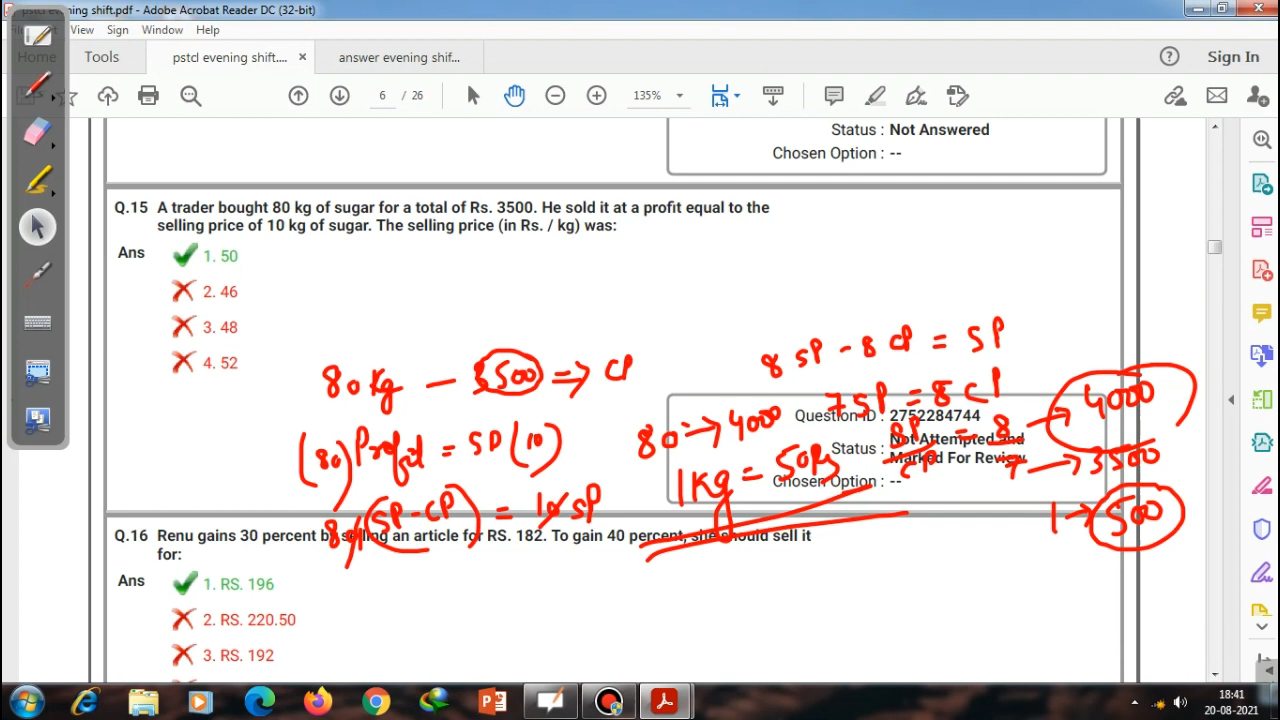 pstcl evening shift.pdf - Adobe Acrobat Reader DC (32-bit)
View Sign Window Help
Home Tools pstcl evening shift.... × answer evening shif... Sign In
6 / 26 135%
Status : Not Answered
Chosen Option : --
Q.15 A trader bought 80 kg of sugar for a total of Rs. 3500. He sold it at a profit equal to the
selling price of 10 kg of sugar. The selling price (in Rs. / kg) was:
Ans 1. 50
2. 46
3. 48
4. 52
80 Kg — 3500 => CP
(80) Profit = SP (10)
80 (SP - CP) = 10 SP
8 SP - 8 CP = SP
7 SP = 8 CP
SP/CP = 8/7
8 → 4000
7 → 3500
1 → 500
80 → 4000
1 Kg = 50 Rs
Question ID : 2752284744
Status : Not Attempted and
Marked For Review
Chosen Option : --
Q.16 Renu gains 30 percent by selling an article for RS. 182. To gain 40 percent, she should sell it
for:
Ans 1. RS. 196
2. RS. 220.50
3. RS. 192
18:41
20-08-2021